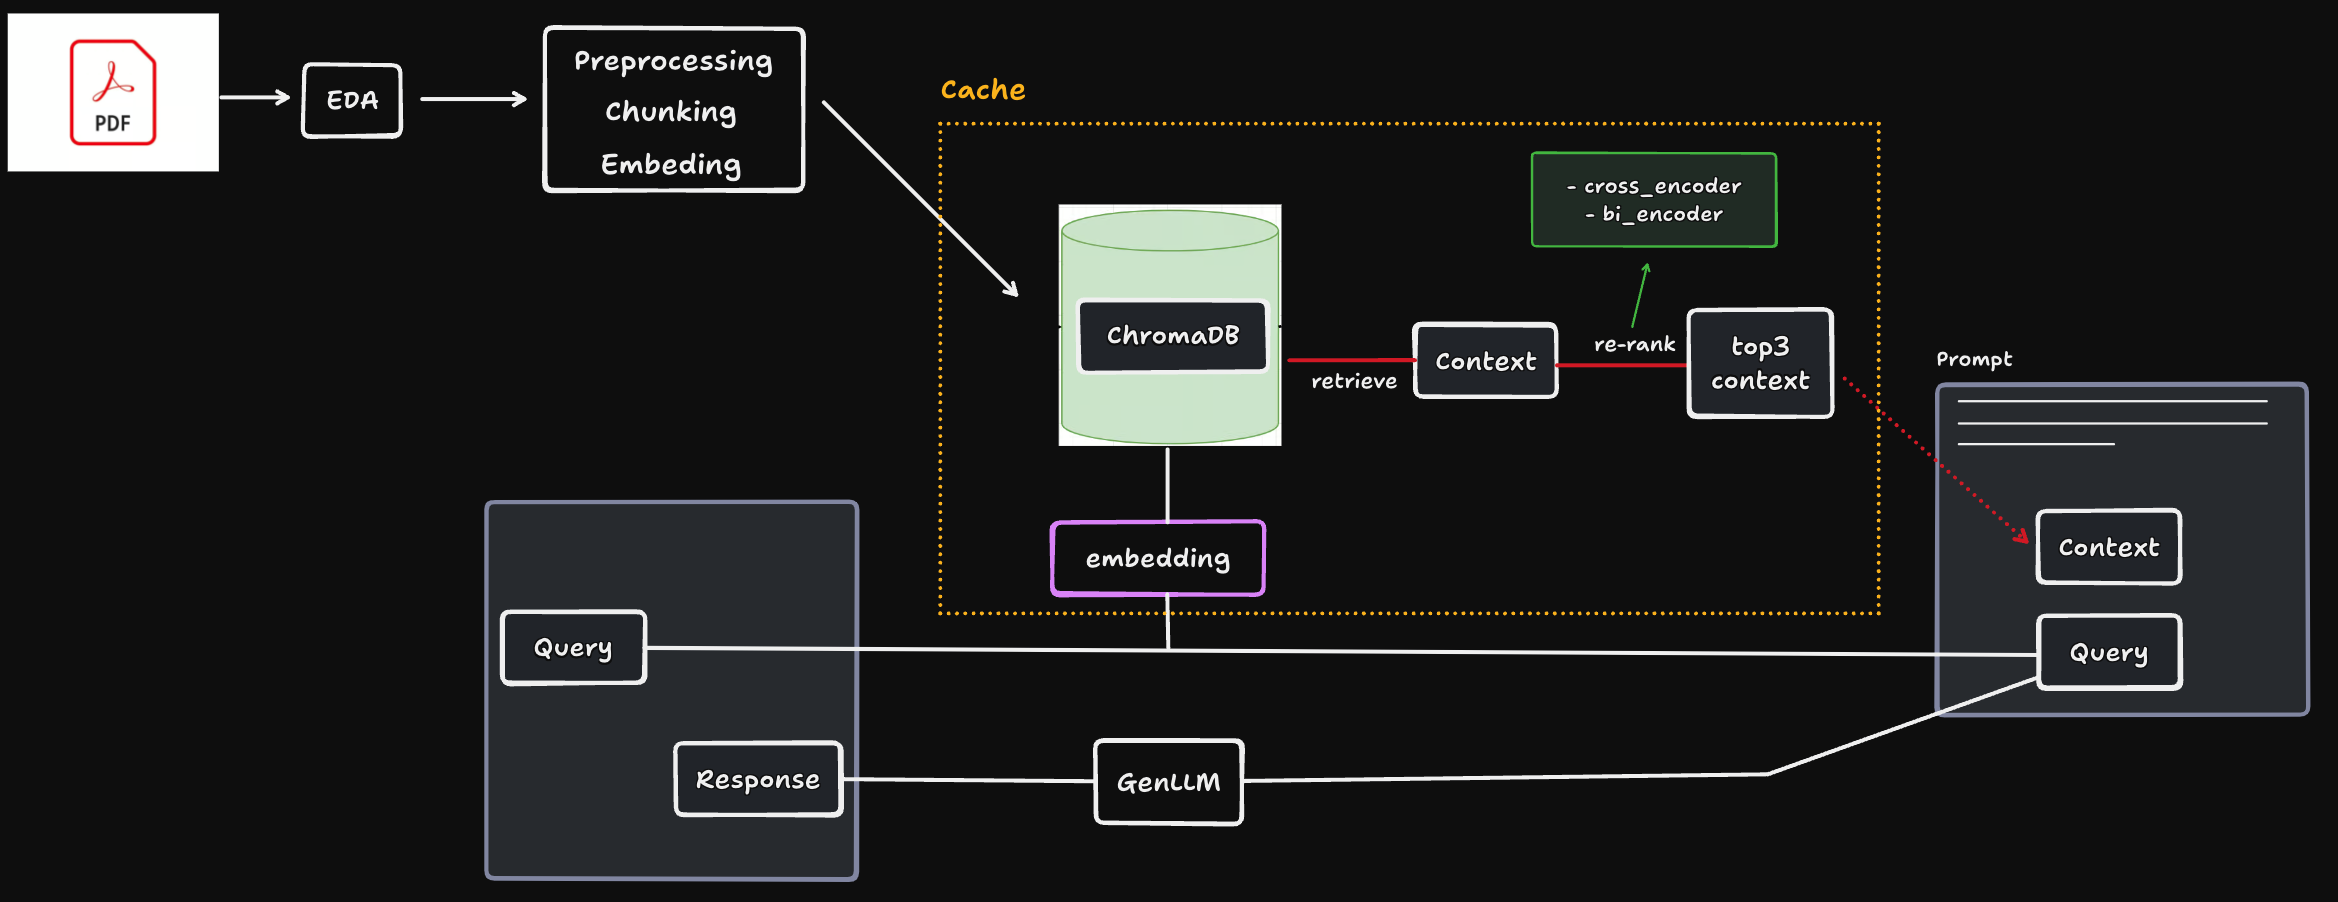 PDF
EDA
Preprocessing
Chunking
Embeding
Cache
- cross_encoder
- bi_encoder
ChromaDB
retrieve
Context
re-rank
top3
context
Prompt
Context
embedding
Query
Query
Response
GenLLM